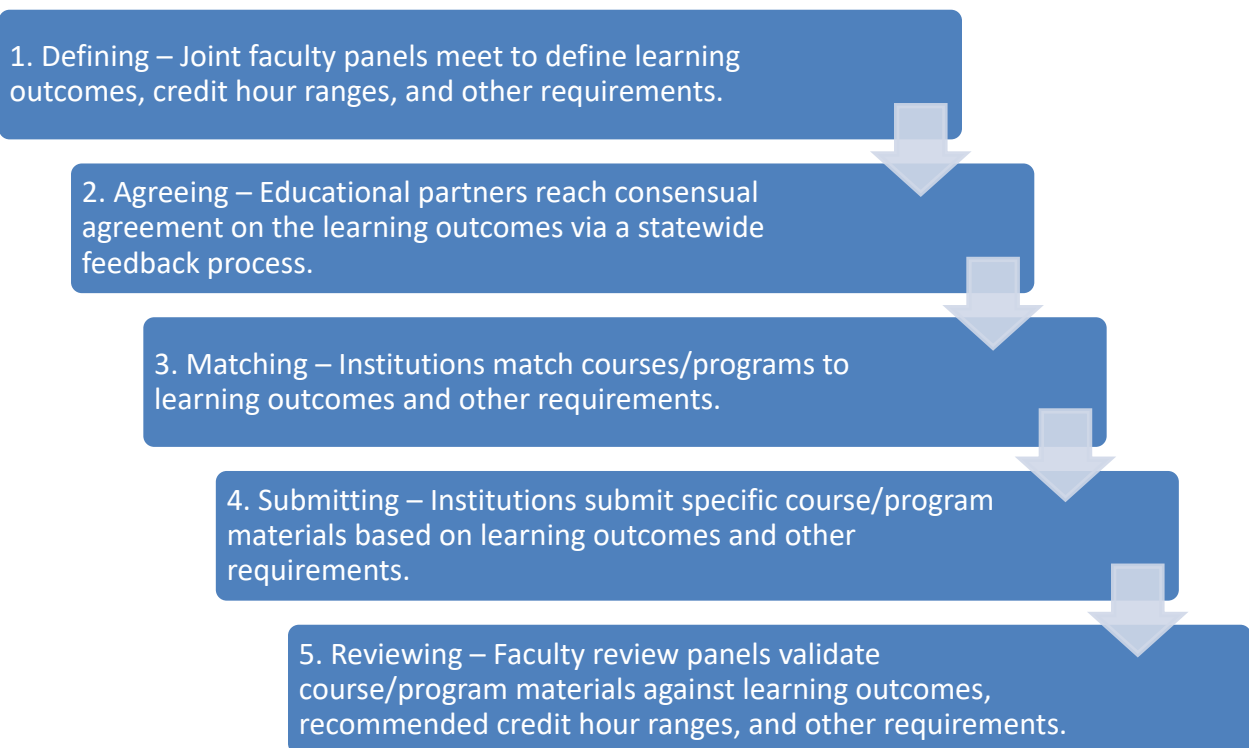 1. Defining – Joint faculty panels meet to define learning
outcomes, credit hour ranges, and other requirements.
2. Agreeing – Educational partners reach consensual
agreement on the learning outcomes via a statewide
feedback process.
3. Matching – Institutions match courses/programs to
learning outcomes and other requirements.
4. Submitting – Institutions submit specific course/program
materials based on learning outcomes and other
requirements.
5. Reviewing – Faculty review panels validate
course/program materials against learning outcomes,
recommended credit hour ranges, and other requirements.